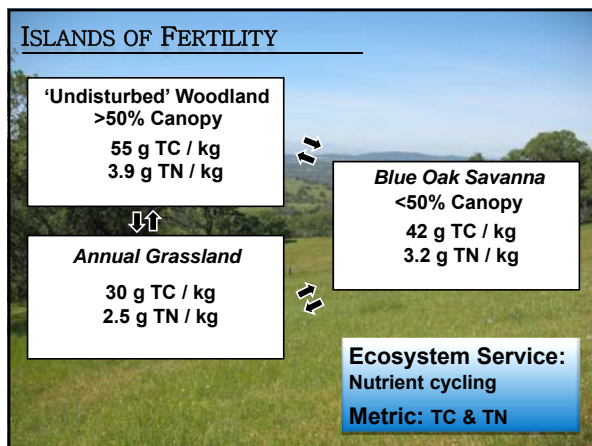 ISLANDS OF FERTILITY
‘Undisturbed’ Woodland
>50% Canopy
55 g TC / kg
3.9 g TN / kg
Blue Oak Savanna
<50% Canopy
42 g TC / kg
3.2 g TN / kg
Annual Grassland
30 g TC / kg
2.5 g TN / kg
Ecosystem Service:
Nutrient cycling
Metric: TC & TN